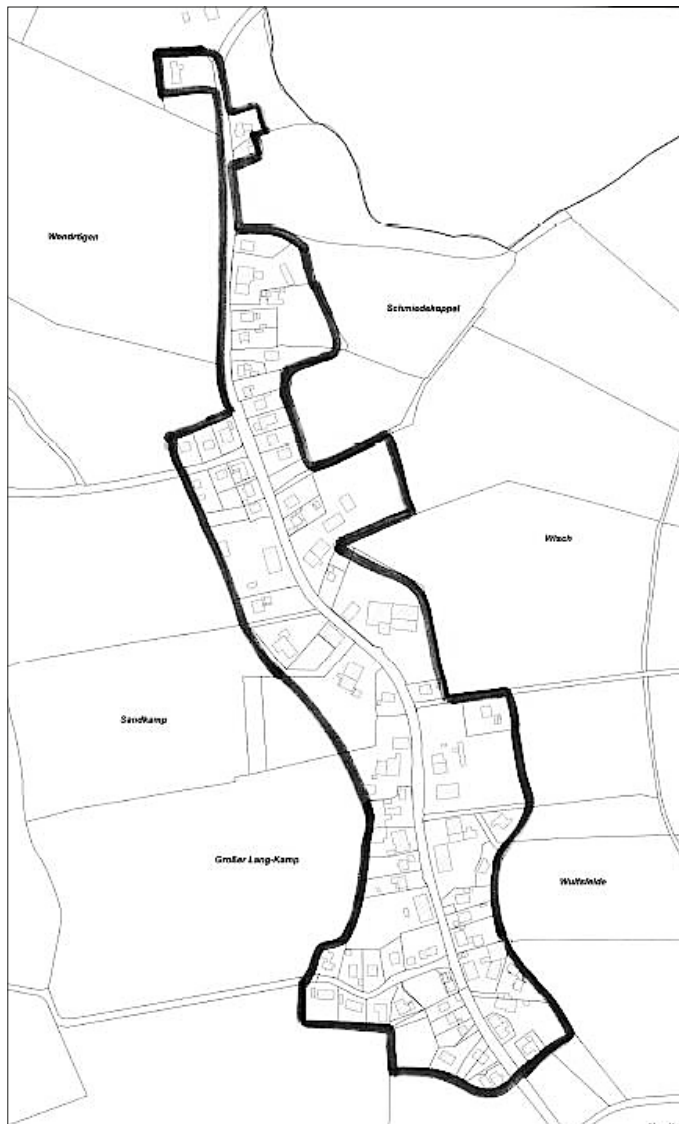 Wendrtigen
Schmiedekoppel
Wisch
Sandkamp
Großer Lang-Kamp
Wulfsfelde